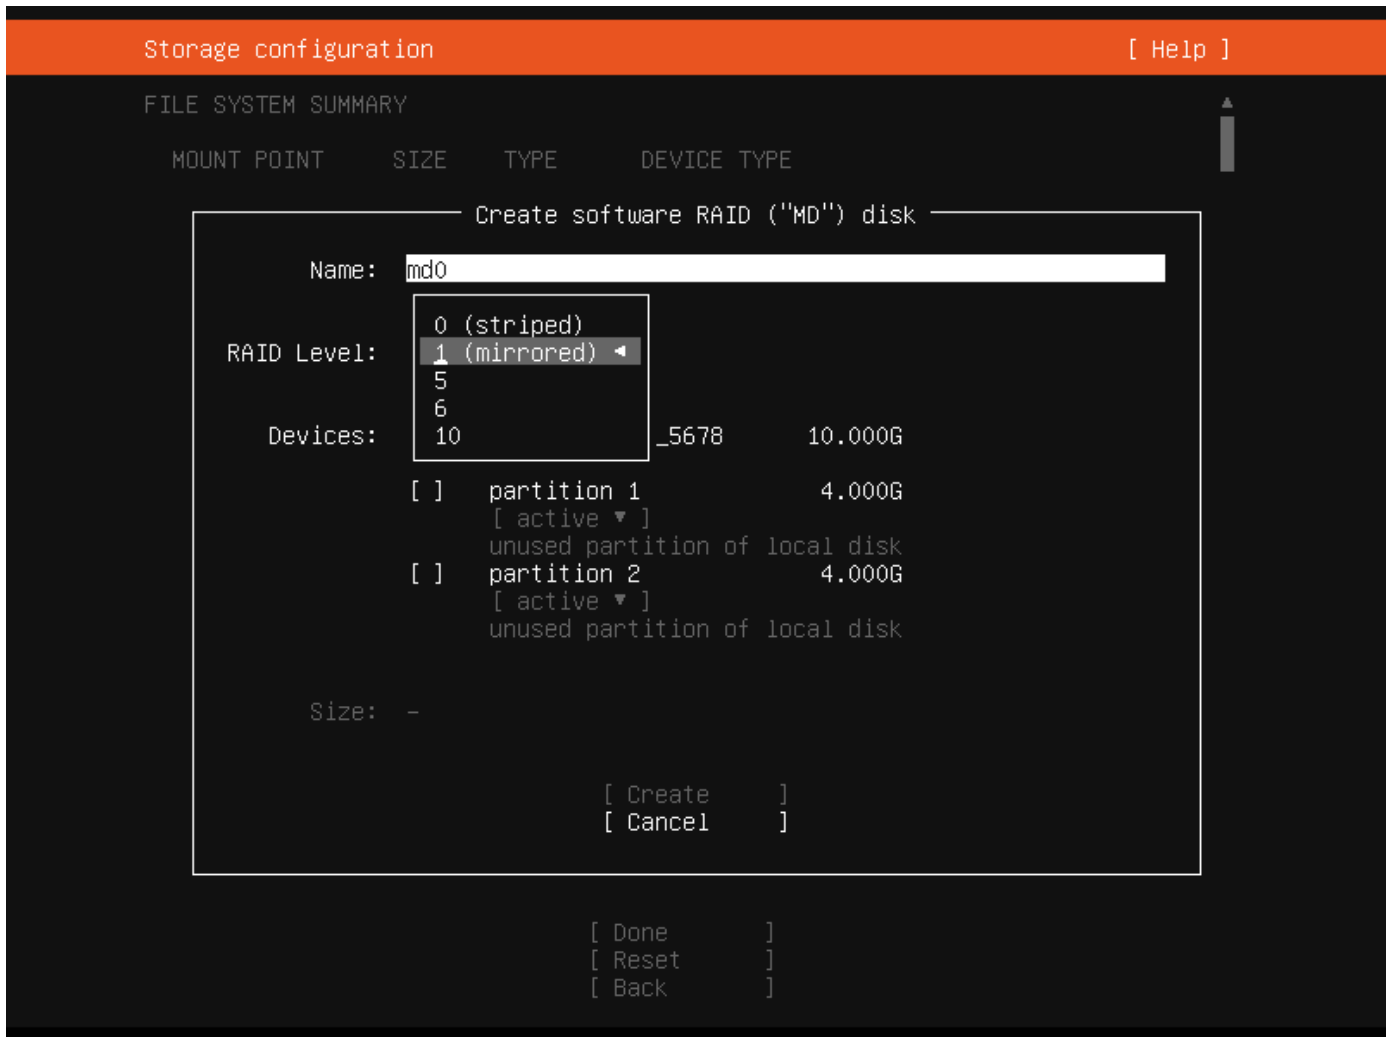 Storage configuration [ Help ]
FILE SYSTEM SUMMARY ▲
MOUNT POINT SIZE TYPE DEVICE TYPE
Create software RAID ("MD") disk
Name: md0
0 (striped)
RAID Level: 1 (mirrored) ◄
5
6
Devices: 10 _5678 10.000G
[ ] partition 1 4.000G
[ active ▼ ]
unused partition of local disk
[ ] partition 2 4.000G
[ active ▼ ]
unused partition of local disk
Size: -
[ Create ]
[ Cancel ]
[ Done ]
[ Reset ]
[ Back ]